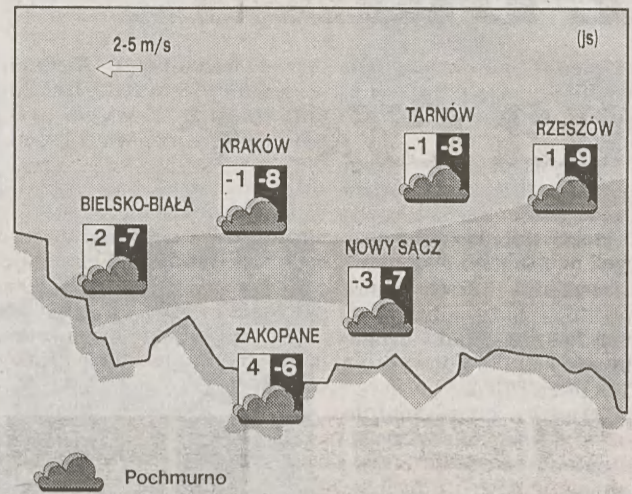 2-5 m/s
(js)
TARNÓW
-1 -8
RZESZÓW
-1 -9
KRAKÓW
-1 -8
BIELSKO-BIAŁA
-2 -7
NOWY SĄCZ
-3 -7
ZAKOPANE
4 -6
Pochmurno